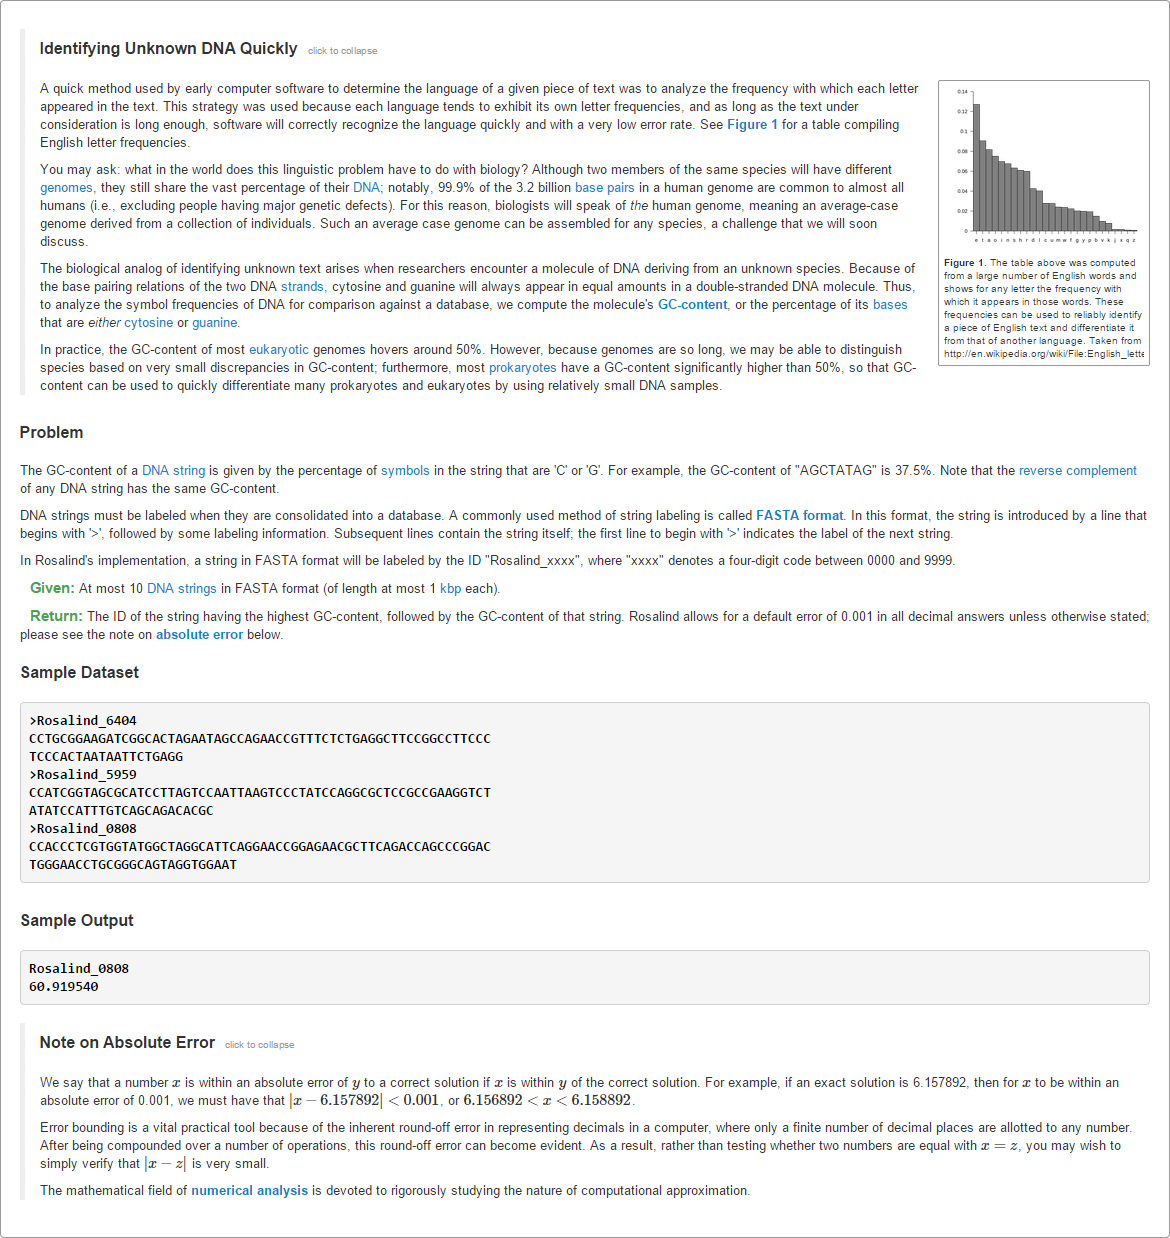 Identifying Unknown DNA Quickly click to collapse
A quick method used by early computer software to determine the language of a given piece of text was to analyze the frequency with which each letter
appeared in the text. This strategy was used because each language tends to exhibit its own letter frequencies, and as long as the text under
consideration is long enough, software will correctly recognize the language quickly and with a very low error rate. See Figure 1 for a table compiling
English letter frequencies.
You may ask: what in the world does this linguistic problem have to do with biology? Although two members of the same species will have different
genomes, they still share the vast percentage of their DNA; notably, 99.9% of the 3.2 billion base pairs in a human genome are common to almost all
humans (i.e., excluding people having major genetic defects). For this reason, biologists will speak of the human genome, meaning an average-case
genome derived from a collection of individuals. Such an average case genome can be assembled for any species, a challenge that we will soon
discuss.
The biological analog of identifying unknown text arises when researchers encounter a molecule of DNA deriving from an unknown species. Because of
the base pairing relations of the two DNA strands, cytosine and guanine will always appear in equal amounts in a double-stranded DNA molecule. Thus,
to analyze the symbol frequencies of DNA for comparison against a database, we compute the molecule's GC-content, or the percentage of its bases
that are either cytosine or guanine.
In practice, the GC-content of most eukaryotic genomes hovers around 50%. However, because genomes are so long, we may be able to distinguish
species based on very small discrepancies in GC-content; furthermore, most prokaryotes have a GC-content significantly higher than 50%, so that GC-
content can be used to quickly differentiate many prokaryotes and eukaryotes by using relatively small DNA samples.
0.14
0.12
0.1
0.08
0.06
0.04
0.02
0
e t a o i n s h r d l c u m w f g y p b v k j x q z
Figure 1. The table above was computed
from a large number of English words and
shows for any letter the frequency with
which it appears in those words. These
frequencies can be used to reliably identify
a piece of English text and differentiate it
from that of another language. Taken from
http://en.wikipedia.org/wiki/File:English_lette
Problem
The GC-content of a DNA string is given by the percentage of symbols in the string that are 'C' or 'G'. For example, the GC-content of "AGCTATAG" is 37.5%. Note that the reverse complement
of any DNA string has the same GC-content.
DNA strings must be labeled when they are consolidated into a database. A commonly used method of string labeling is called FASTA format. In this format, the string is introduced by a line that
begins with '>', followed by some labeling information. Subsequent lines contain the string itself; the first line to begin with '>' indicates the label of the next string.
In Rosalind's implementation, a string in FASTA format will be labeled by the ID "Rosalind_xxxx", where "xxxx" denotes a four-digit code between 0000 and 9999.
Given: At most 10 DNA strings in FASTA format (of length at most 1 kbp each).
Return: The ID of the string having the highest GC-content, followed by the GC-content of that string. Rosalind allows for a default error of 0.001 in all decimal answers unless otherwise stated;
please see the note on absolute error below.
Sample Dataset
>Rosalind_6404
CCTGCGGAAGATCGGCACTAGAATAGCCAGAACCGTTTCTCTGAGGCTTCCGGCCTTCCC
TCCCACTAATAATTCTGAGG
>Rosalind_5959
CCATCGGTAGCGCATCCTTAGTCCAATTAAGTCCCTATCCAGGCGCTCCGCCGAAGGTCT
ATATCCATTTGTCAGCAGACACGC
>Rosalind_0808
CCACCCTCGTGGTATGGCTAGGCATTCAGGAACCGGAGAACGCTTCAGACCAGCCCGGAC
TGGGAACCTGCGGGCAGTAGGTGGAAT
Sample Output
Rosalind_0808
60.919540
Note on Absolute Error click to collapse
We say that a number x is within an absolute error of y to a correct solution if x is within y of the correct solution. For example, if an exact solution is 6.157892, then for x to be within an
absolute error of 0.001, we must have that |x − 6.157892| < 0.001, or 6.156892 < x < 6.158892.
Error bounding is a vital practical tool because of the inherent round-off error in representing decimals in a computer, where only a finite number of decimal places are allotted to any number.
After being compounded over a number of operations, this round-off error can become evident. As a result, rather than testing whether two numbers are equal with x = z, you may wish to
simply verify that |x − z| is very small.
The mathematical field of numerical analysis is devoted to rigorously studying the nature of computational approximation.